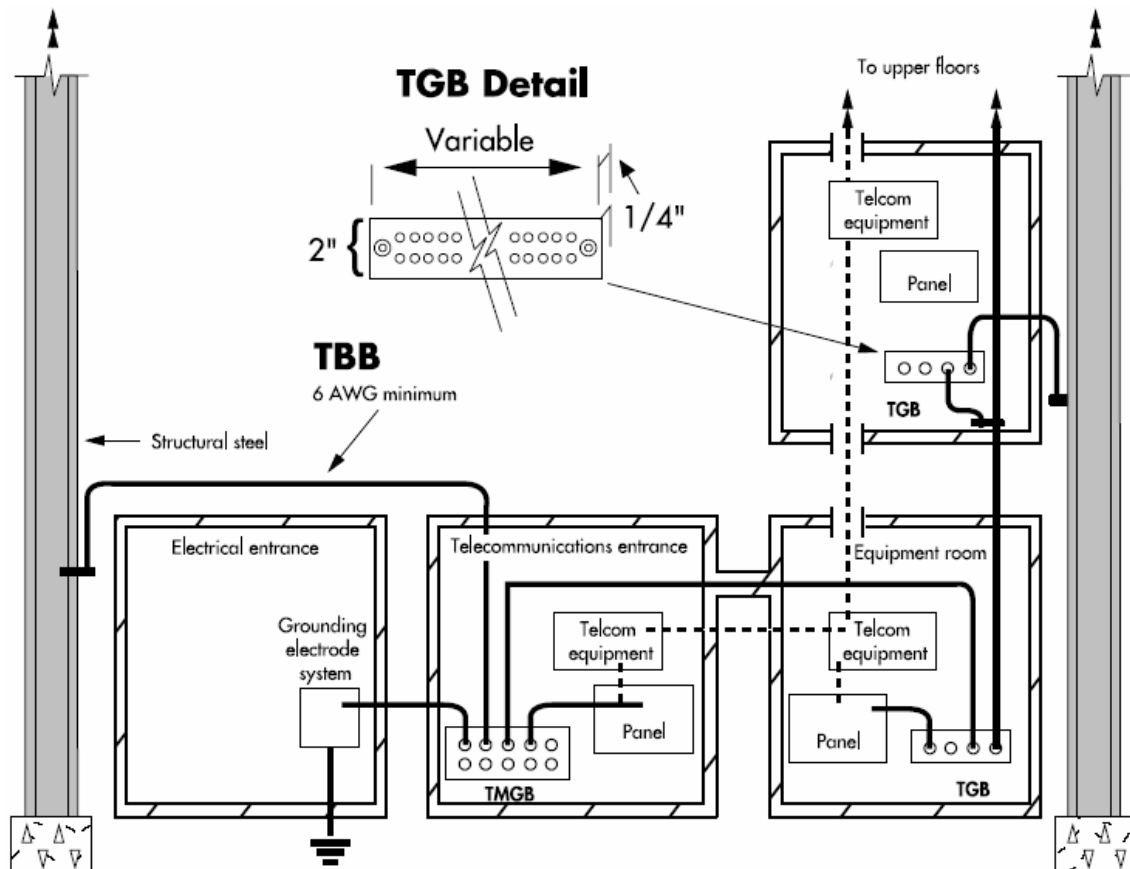 TGB Detail
Variable
2"
1/4"
To upper floors
Telcom
equipment
Panel
TGB
TBB
6 AWG minimum
Structural steel
Electrical entrance
Grounding
electrode
system
Telecommunications entrance
Telcom
equipment
Panel
TMGB
Equipment room
Telcom
equipment
Panel
TGB